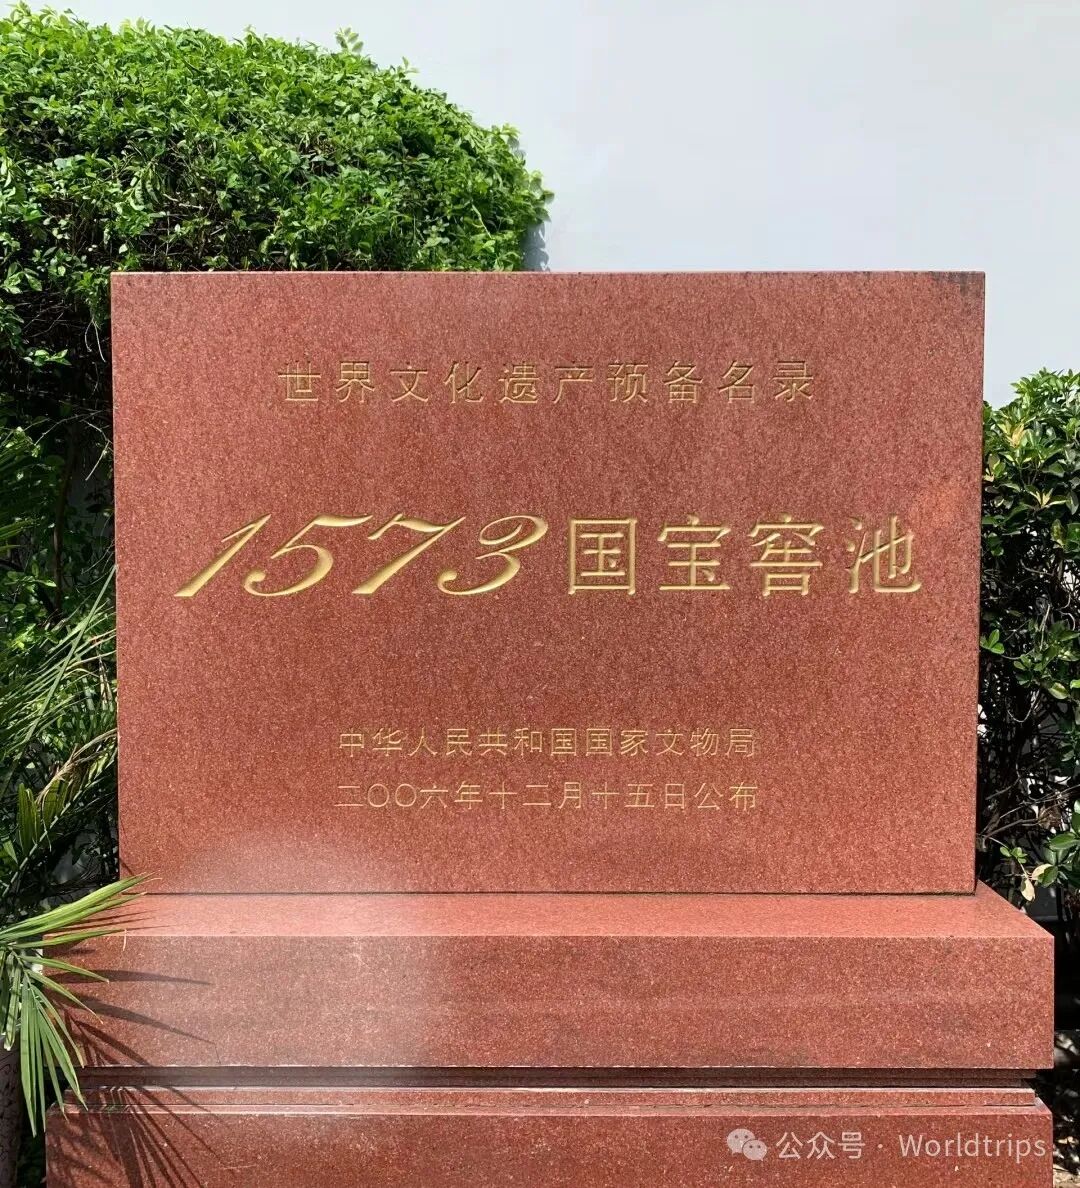 世界文化遗产预备名录
1573国宝窖池
中华人民共和国国家文物局
二〇〇六年十二月十五日公布
公众号·Worldtrips